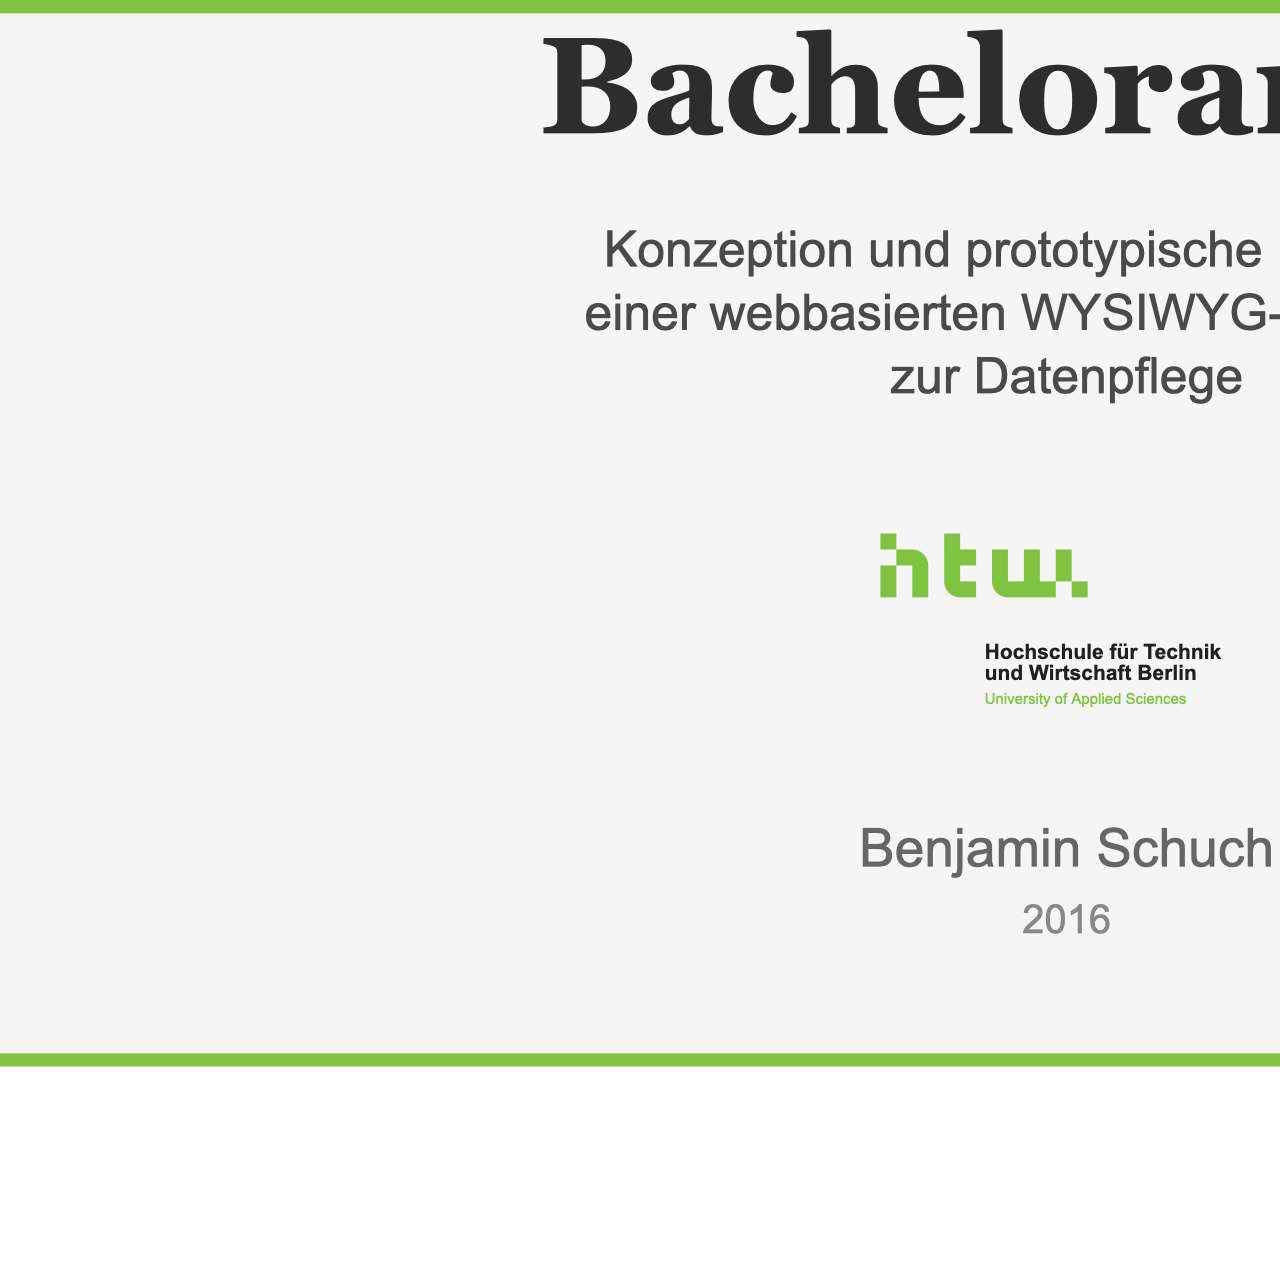 Bachelorar
Konzeption und prototypische
einer webbasierten WYSIWYG-
zur Datenpflege
htw.
Hochschule für Technik
und Wirtschaft Berlin
University of Applied Sciences
Benjamin Schuch
2016